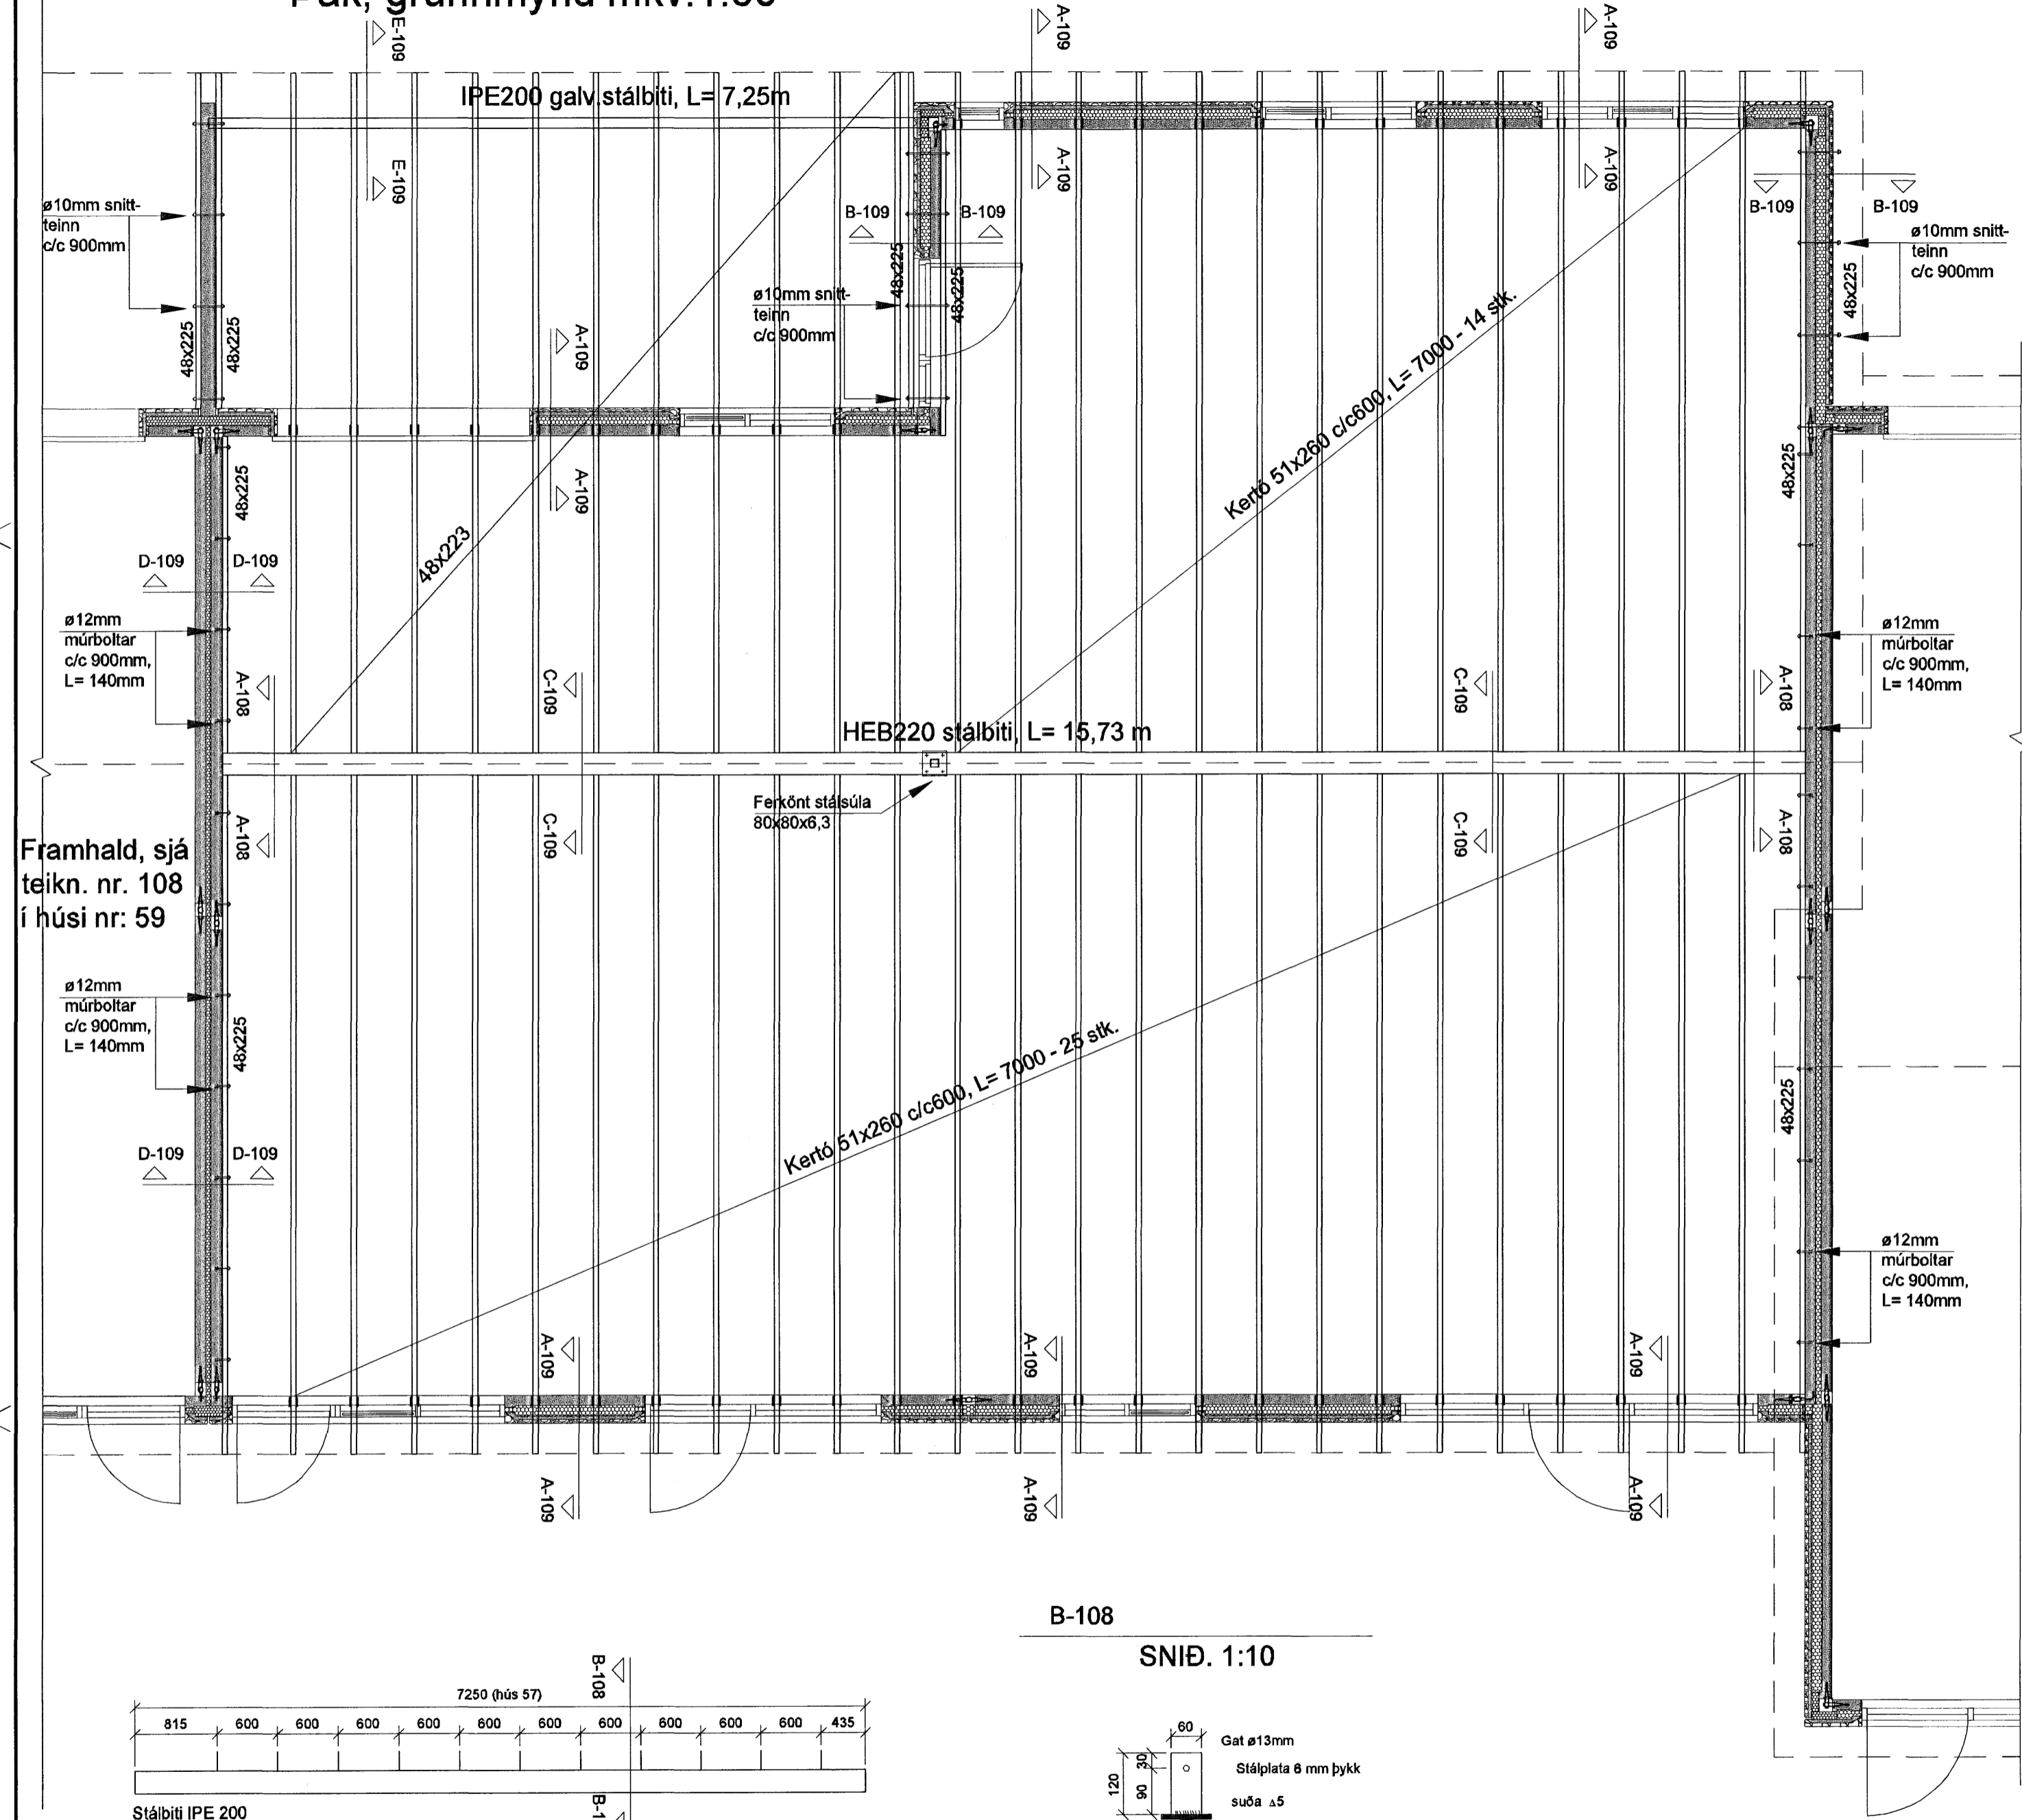 E-109
A-109
A-109
IPE200 galv.stálbiti, L= 7,25m
E-109
A-109
A-109
ø10mm snitt-
teinn
c/c 900mm
B-109
B-109
B-109
B-109
ø10mm snitt-
teinn
c/c 900mm
48x225
48x225
48x225
ø10mm snitt-
teinn
c/c 900mm
48x225
48x225
A-109
Kertó 51x260 c/c600, L= 7000 - 14 stk.
48x225
48x225
A-109
48x223
D-109
D-109
ø12mm
múrboltar
c/c 900mm,
L= 140mm
ø12mm
múrboltar
c/c 900mm,
L= 140mm
A-108
C-109
C-109
A-108
HEB220 stálbiti, L= 15,73 m
Ferkönt stálsúla
80x80x6,3
A-108
C-109
C-109
A-108
Framhald, sjá
teikn. nr. 108
í húsi nr: 59
ø12mm
múrboltar
c/c 900mm,
L= 140mm
48x225
Kertó 51x260 c/c600, L= 7000 - 25 stk.
48x225
D-109
D-109
ø12mm
múrboltar
c/c 900mm,
L= 140mm
A-109
A-109
A-109
A-109
A-109
A-109
B-108
SNIÐ. 1:10
B-108
7250 (hús 57)
815 600 600 600 600 600 600 600 600 600 600 435
Stálbiti IPE 200
60
Gat ø13mm
Stálplata 6 mm þykk
suða △5
120
30
90